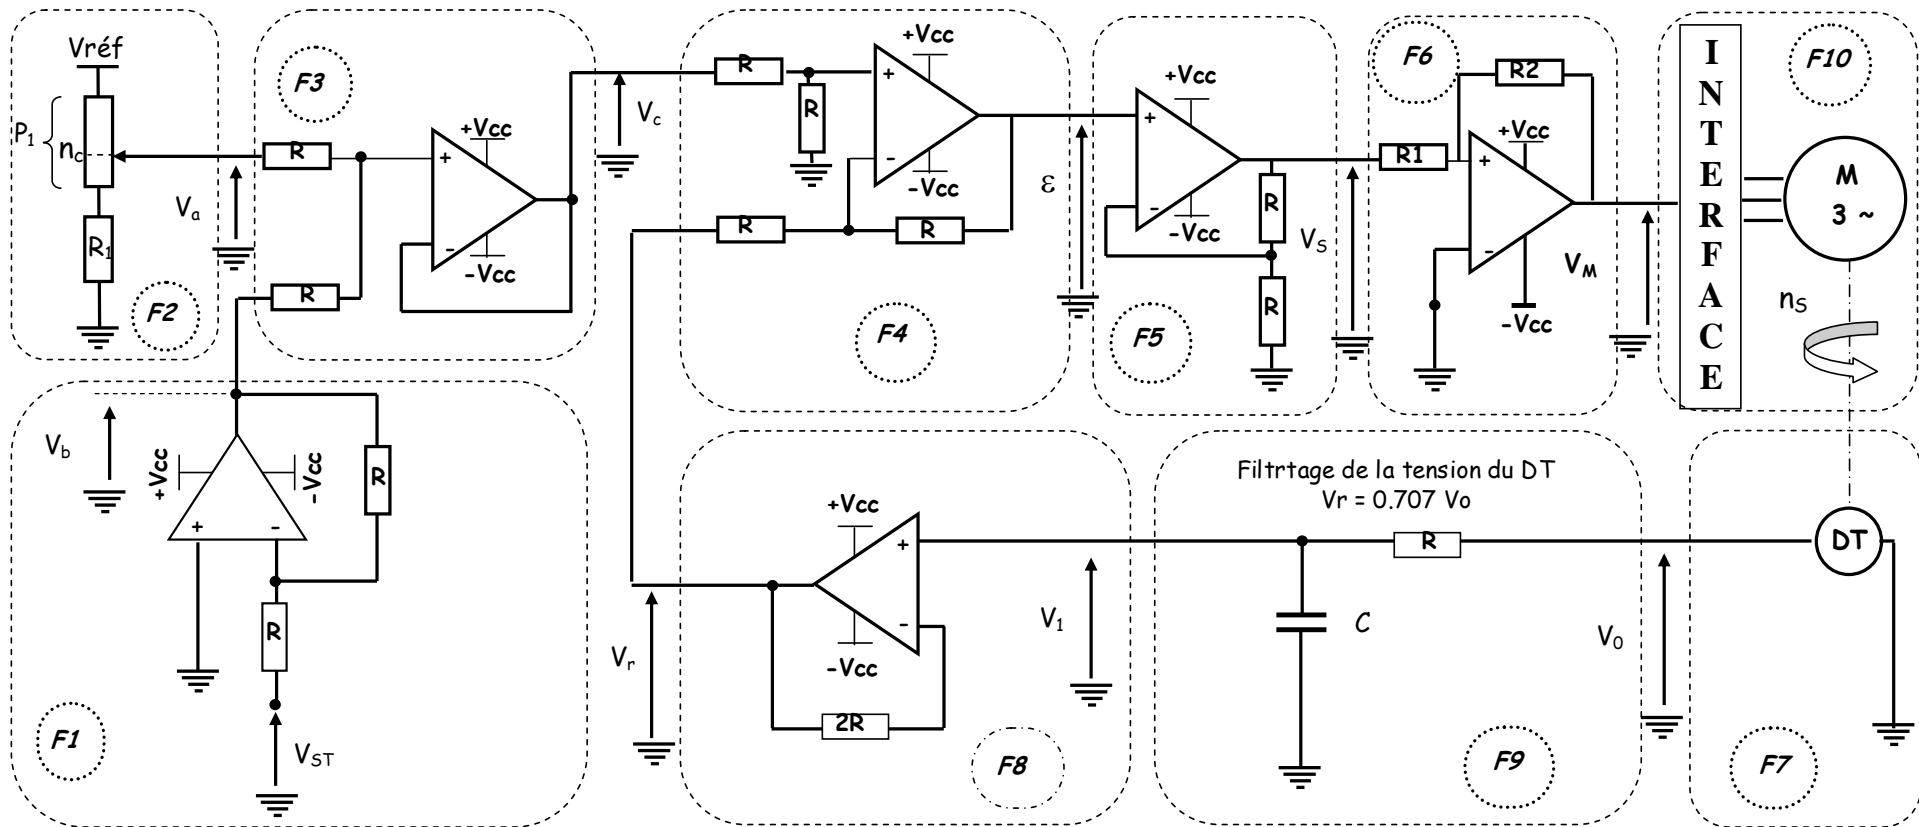 Vréf
P1
nc
R1
Va
F2
F3
R
R
+
-
+Vcc
-Vcc
Vc
R
R
R
R
+
-
+Vcc
-Vcc
ε
F4
+
-
+Vcc
-Vcc
R
R
VS
F5
F6
R1
R2
+
-
+Vcc
-Vcc
VM
INTERFACE
F10
M
3 ~
nS
Vb
+Vcc
-Vcc
+
-
R
R
VST
F1
Vr
+Vcc
-Vcc
+
-
2R
V1
F8
Filtrtage de la tension du DT
Vr = 0.707 Vo
R
C
V0
F9
DT
F7